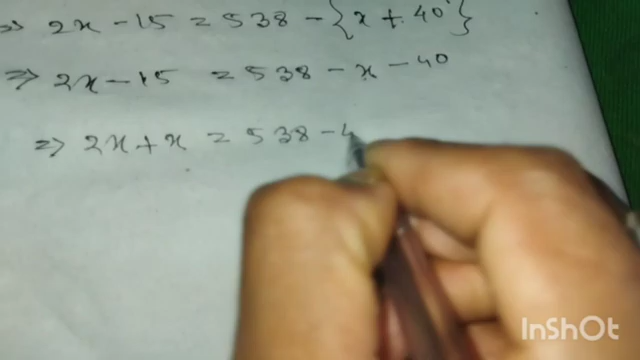 ⇒ 2x - 15 = 538 - {x + 40}
⇒ 2x - 15 = 538 - x - 40
⇒ 2x + x = 538 - 4
InShOt